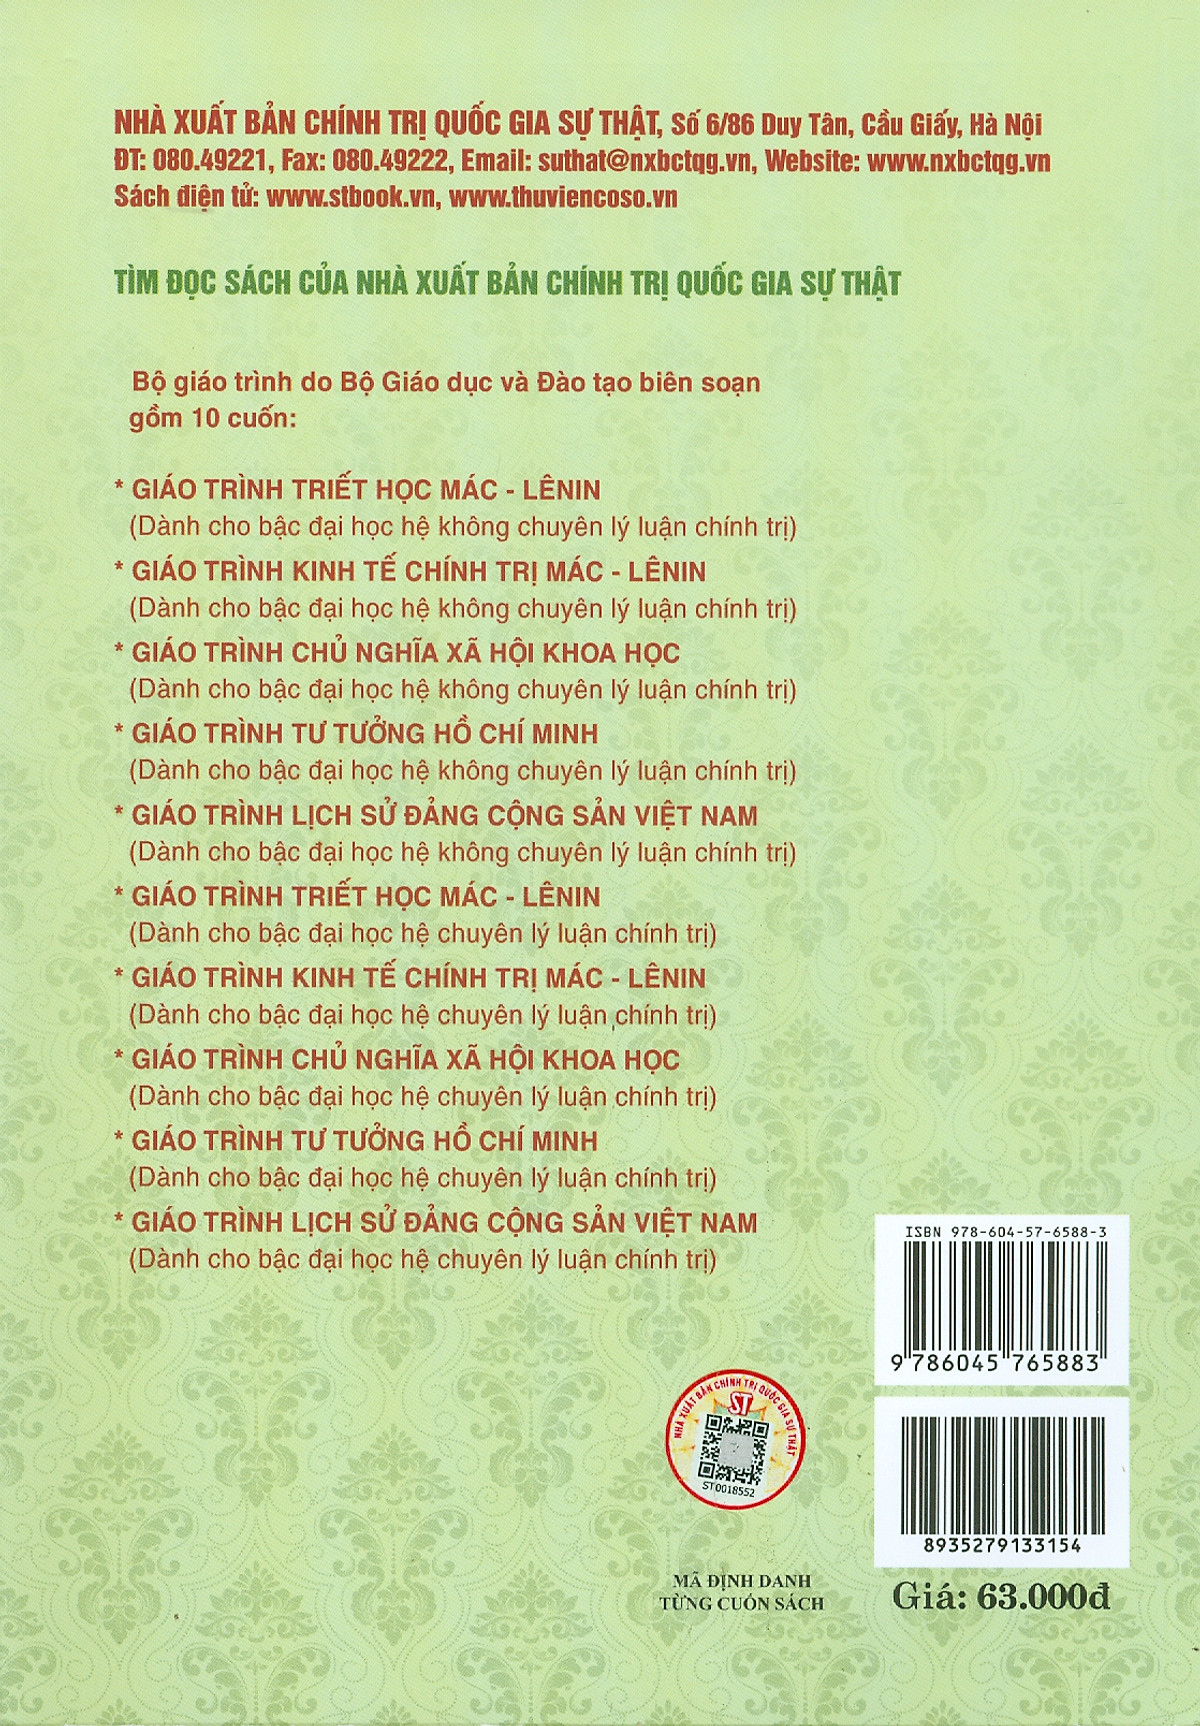 NHÀ XUẤT BẢN CHÍNH TRỊ QUỐC GIA SỰ THẬT, Số 6/86 Duy Tân, Cầu Giấy, Hà Nội
ĐT: 080.49221, Fax: 080.49222, Email: suthat@nxbctqg.vn, Website: www.nxbctqg.vn
Sách điện tử: www.stbook.vn, www.thuviencoso.vn
TÌM ĐỌC SÁCH CỦA NHÀ XUẤT BẢN CHÍNH TRỊ QUỐC GIA SỰ THẬT
Bộ giáo trình do Bộ Giáo dục và Đào tạo biên soạn
gồm 10 cuốn:
* GIÁO TRÌNH TRIẾT HỌC MÁC - LÊNIN
(Dành cho bậc đại học hệ không chuyên lý luận chính trị)
* GIÁO TRÌNH KINH TẾ CHÍNH TRỊ MÁC - LÊNIN
(Dành cho bậc đại học hệ không chuyên lý luận chính trị)
* GIÁO TRÌNH CHỦ NGHĨA XÃ HỘI KHOA HỌC
(Dành cho bậc đại học hệ không chuyên lý luận chính trị)
* GIÁO TRÌNH TƯ TƯỞNG HỒ CHÍ MINH
(Dành cho bậc đại học hệ không chuyên lý luận chính trị)
* GIÁO TRÌNH LỊCH SỬ ĐẢNG CỘNG SẢN VIỆT NAM
(Dành cho bậc đại học hệ không chuyên lý luận chính trị)
* GIÁO TRÌNH TRIẾT HỌC MÁC - LÊNIN
(Dành cho bậc đại học hệ chuyên lý luận chính trị)
* GIÁO TRÌNH KINH TẾ CHÍNH TRỊ MÁC - LÊNIN
(Dành cho bậc đại học hệ chuyên lý luận chính trị)
* GIÁO TRÌNH CHỦ NGHĨA XÃ HỘI KHOA HỌC
(Dành cho bậc đại học hệ chuyên lý luận chính trị)
* GIÁO TRÌNH TƯ TƯỞNG HỒ CHÍ MINH
(Dành cho bậc đại học hệ chuyên lý luận chính trị)
* GIÁO TRÌNH LỊCH SỬ ĐẢNG CỘNG SẢN VIỆT NAM
(Dành cho bậc đại học hệ chuyên lý luận chính trị)
ISBN 978-604-57-6588-3
9 786045 765883
NHÀ XUẤT BẢN CHÍNH TRỊ QUỐC GIA SỰ THẬT
ST
ST0018552
8935279133154
MÃ ĐỊNH DANH
TỪNG CUỐN SÁCH
Giá: 63.000đ